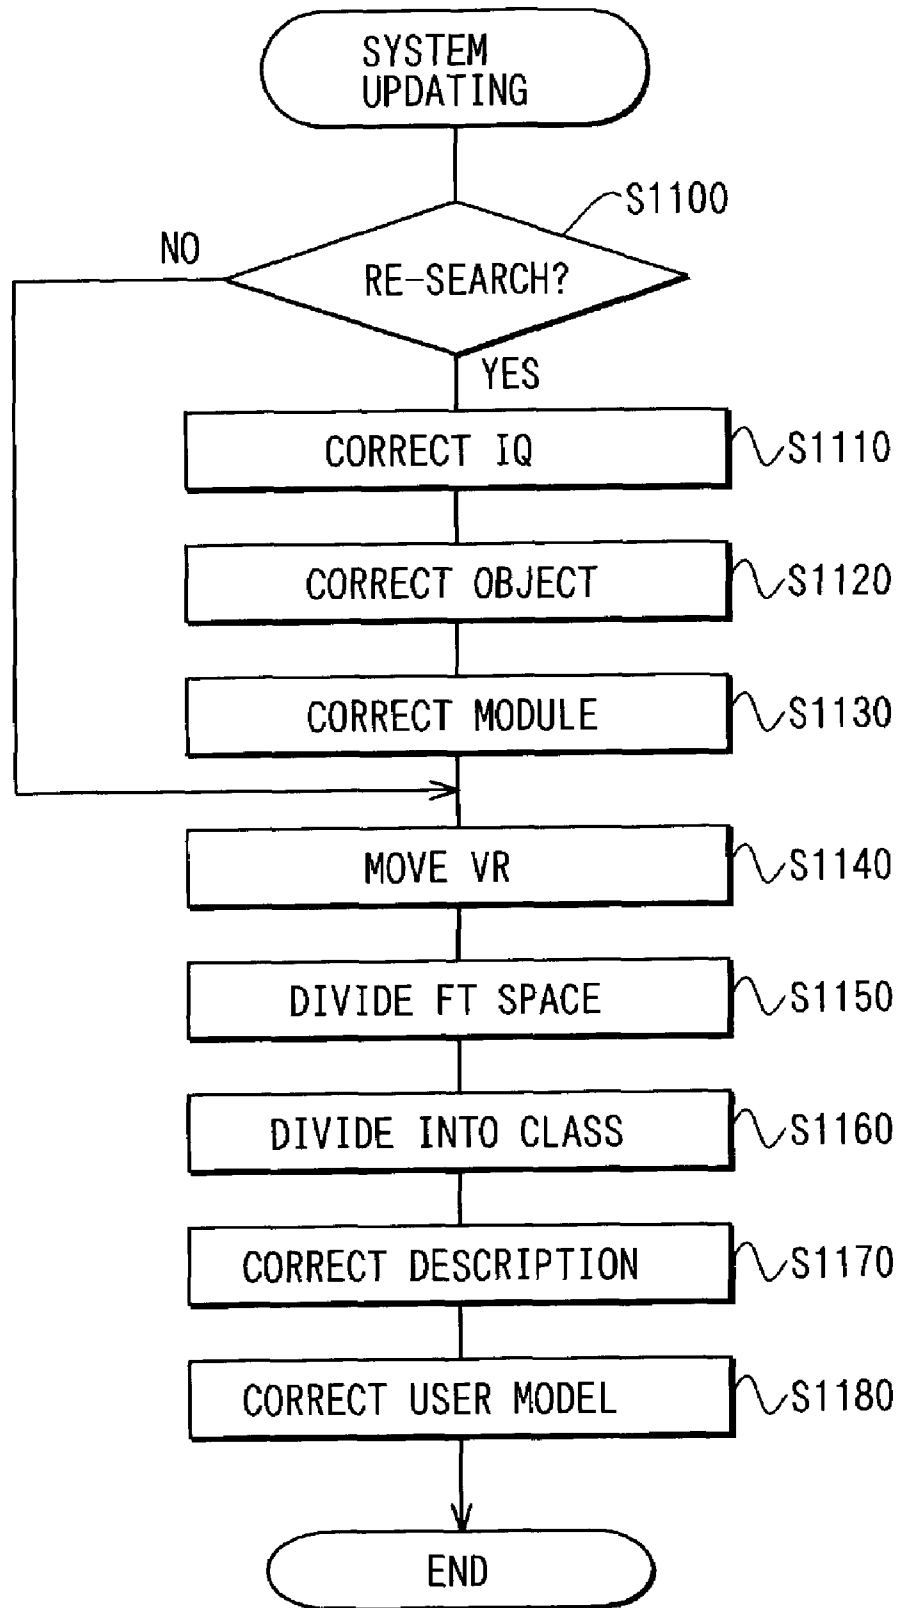 SYSTEM
UPDATING
S1100
NO
RE-SEARCH?
YES
CORRECT IQ
S1110
CORRECT OBJECT
S1120
CORRECT MODULE
S1130
MOVE VR
S1140
DIVIDE FT SPACE
S1150
DIVIDE INTO CLASS
S1160
CORRECT DESCRIPTION
S1170
CORRECT USER MODEL
S1180
END